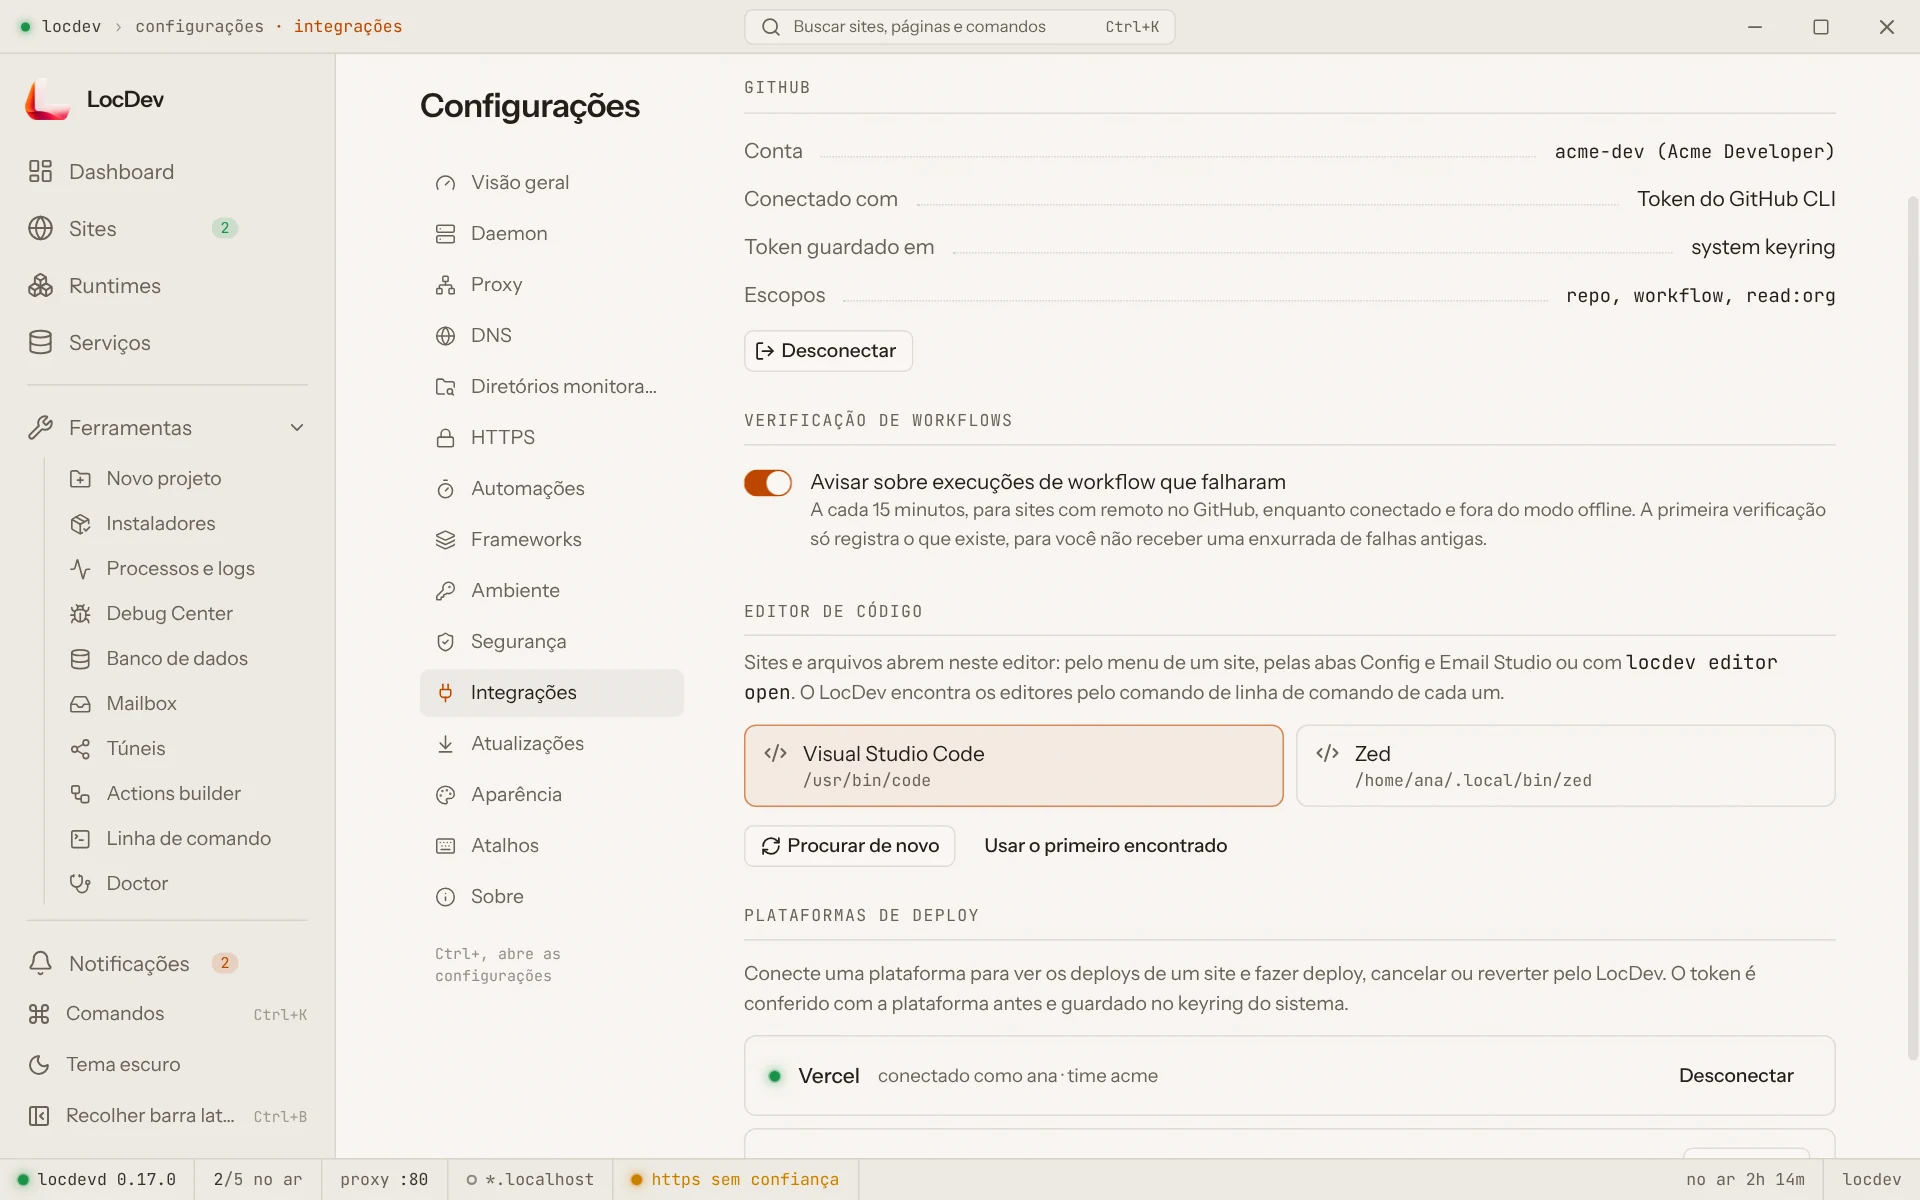 locdev › configurações · integrações
Buscar sites, páginas e comandos Ctrl+K
LocDev
Dashboard
Sites 2
Runtimes
Serviços
Ferramentas
Novo projeto
Instaladores
Processos e logs
Debug Center
Banco de dados
Mailbox
Túneis
Actions builder
Linha de comando
Doctor
Notificações 2
Comandos Ctrl+K
Tema escuro
Recolher barra lat... Ctrl+B
Configurações
Visão geral
Daemon
Proxy
DNS
Diretórios monitora...
HTTPS
Automações
Frameworks
Ambiente
Segurança
Integrações
Atualizações
Aparência
Atalhos
Sobre
Ctrl+, abre as
configurações
GITHUB
Conta acme-dev (Acme Developer)
Conectado com Token do GitHub CLI
Token guardado em system keyring
Escopos repo, workflow, read:org
Desconectar
VERIFICAÇÃO DE WORKFLOWS
Avisar sobre execuções de workflow que falharam
A cada 15 minutos, para sites com remoto no GitHub, enquanto conectado e fora do modo offline. A primeira verificação
só registra o que existe, para você não receber uma enxurrada de falhas antigas.
EDITOR DE CÓDIGO
Sites e arquivos abrem neste editor: pelo menu de um site, pelas abas Config e Email Studio ou com locdev editor
open. O LocDev encontra os editores pelo comando de linha de comando de cada um.
Visual Studio Code
/usr/bin/code
Zed
/home/ana/.local/bin/zed
Procurar de novo Usar o primeiro encontrado
PLATAFORMAS DE DEPLOY
Conecte uma plataforma para ver os deploys de um site e fazer deploy, cancelar ou reverter pelo LocDev. O token é
conferido com a plataforma antes e guardado no keyring do sistema.
Vercel conectado como ana · time acme Desconectar
locdevd 0.17.0 2/5 no ar proxy :80 *.localhost https sem confiança no ar 2h 14m locdev